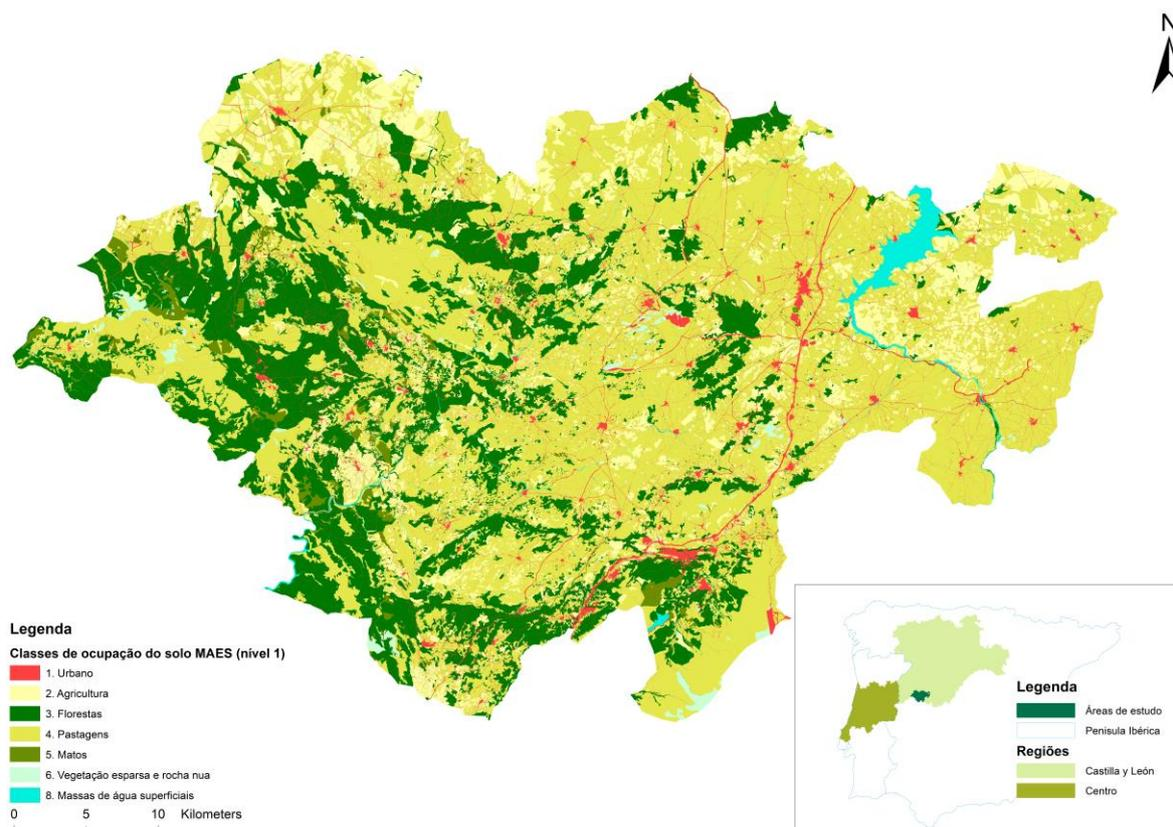 N
Legenda
Classes de ocupação do solo MAES (nível 1)
1. Urbano
2. Agricultura
3. Florestas
4. Pastagens
5. Matos
6. Vegetação esparsa e rocha nua
8. Massas de água superficiais
0 5 10 Kilometers
Legenda
Áreas de estudo
Penisula Ibérica
Regiões
Castilla y León
Centro